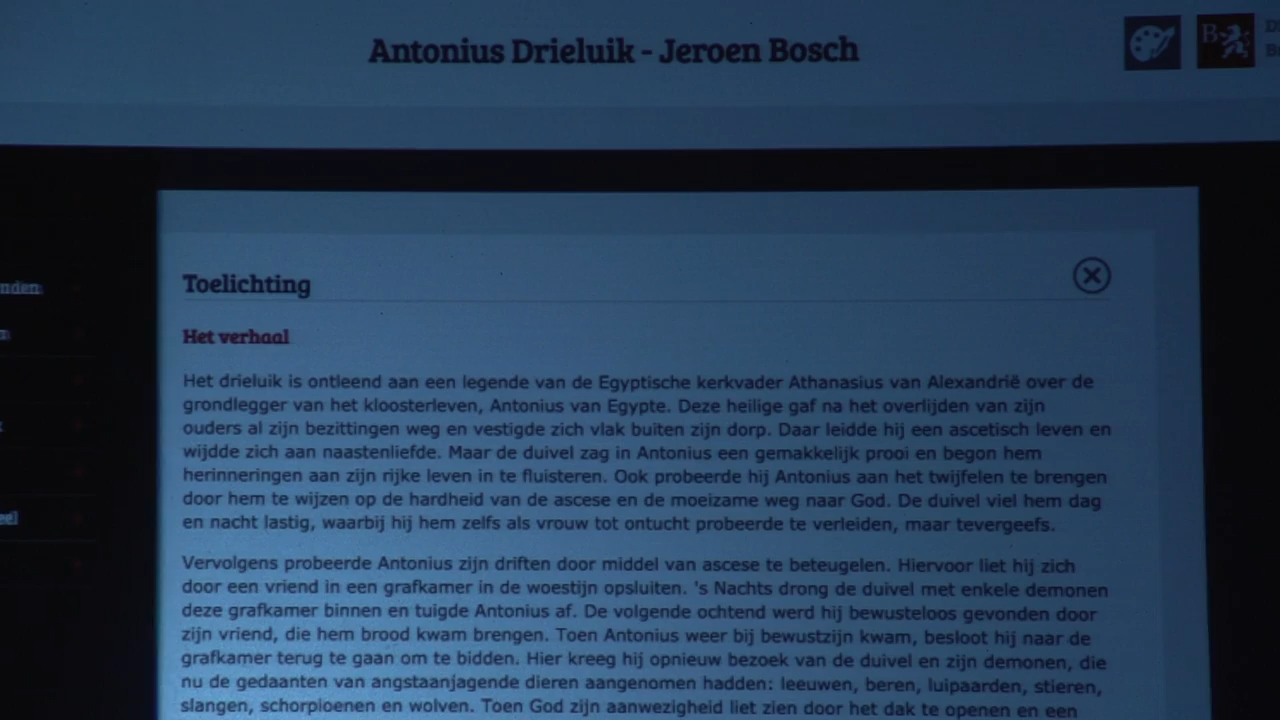 Antonius Drieluik - Jeroen Bosch
B
Toelichting
Het verhaal
nden
Het drieluik is ontleend aan een legende van de Egyptische kerkvader Athanasius van Alexandrië over de
grondlegger van het kloosterleven, Antonius van Egypte. Deze heilige gaf na het overlijden van zijn
ouders al zijn bezittingen weg en vestigde zich vlak buiten zijn dorp. Daar leidde hij een ascetisch leven en
wijdde zich aan naastenliefde. Maar de duivel zag in Antonius een gemakkelijk prooi en begon hem
herinneringen aan zijn rijke leven in te fluisteren. Ook probeerde hij Antonius aan het twijfelen te brengen
door hem te wijzen op de hardheid van de ascese en de moeizame weg naar God. De duivel viel hem dag
en nacht lastig, waarbij hij hem zelfs als vrouw tot ontucht probeerde te verleiden, maar tevergeefs.
eel
Vervolgens probeerde Antonius zijn driften door middel van ascese te beteugelen. Hiervoor liet hij zich
door een vriend in een grafkamer in de woestijn opsluiten. 's Nachts drong de duivel met enkele demonen
deze grafkamer binnen en tuigde Antonius af. De volgende ochtend werd hij bewusteloos gevonden door
zijn vriend, die hem brood kwam brengen. Toen Antonius weer bij bewustzijn kwam, besloot hij naar de
grafkamer terug te gaan om te bidden. Hier kreeg hij opnieuw bezoek van de duivel en zijn demonen, die
nu de gedaanten van angstaanjagende dieren aangenomen hadden: leeuwen, beren, luipaarden, stieren,
slangen, schorpioenen en wolven. Toen God zijn aanwezigheid liet zien door het dak te openen en een